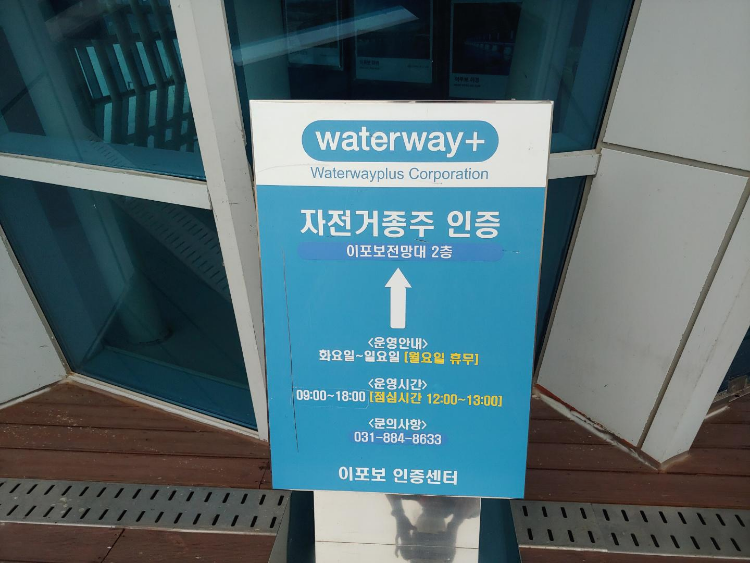 waterway+
Waterwayplus Corporation
자전거종주 인증
이포보전망대 2층
<운영안내>
화요일~일요일 [월요일 휴무]
<운영시간>
09:00~18:00 [점심시간 12:00~13:00]
<문의사항>
031-884-8633
이포보 인증센터